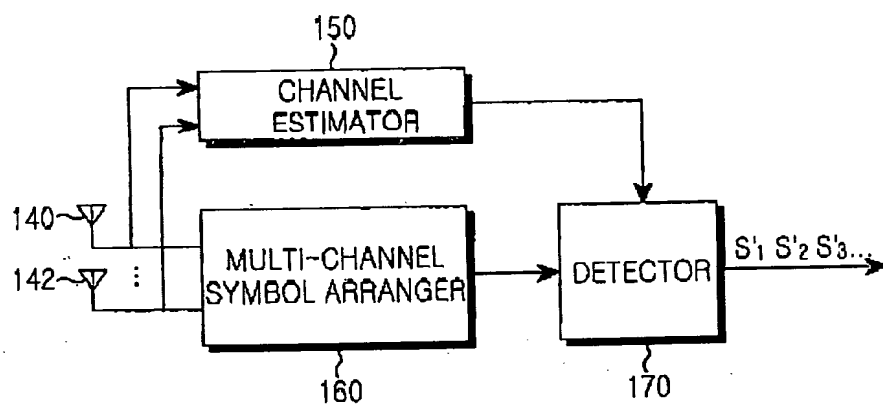 150
CHANNEL
ESTIMATOR
140
142
MULTI-CHANNEL
SYMBOL ARRANGER
160
DETECTOR
170
S'1 S'2 S'3...